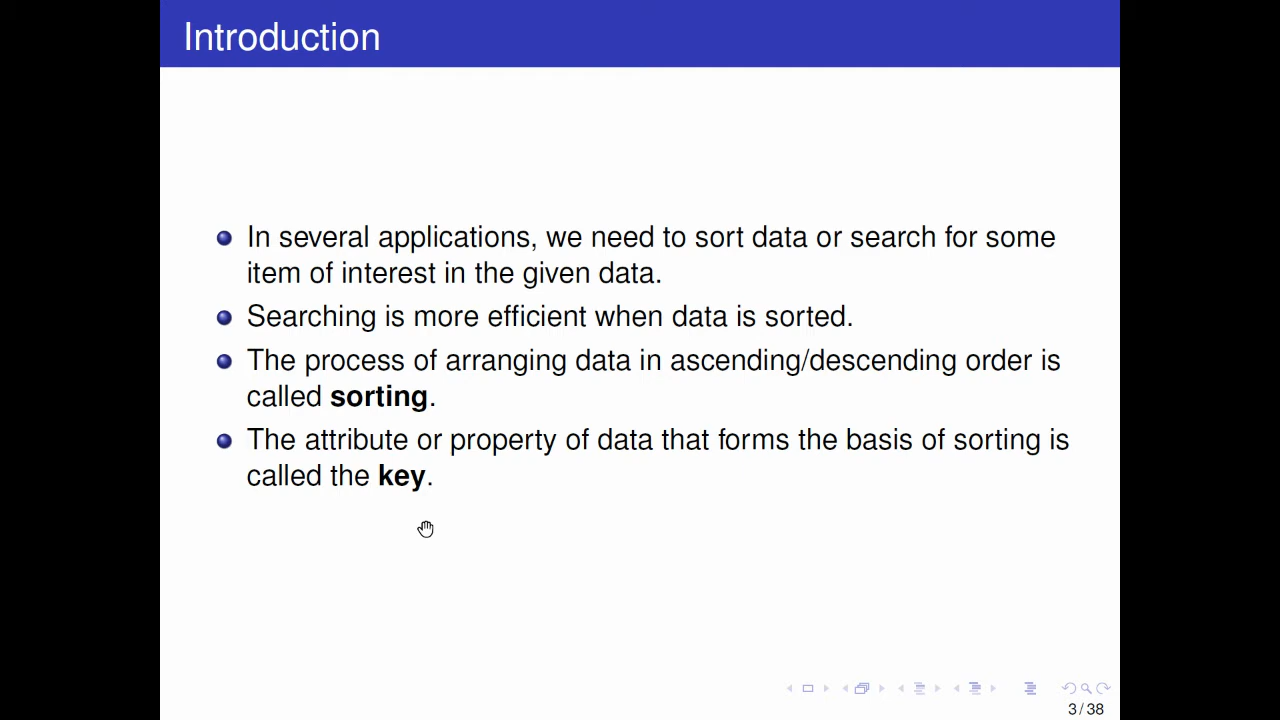 Introduction
In several applications, we need to sort data or search for some
item of interest in the given data.
Searching is more efficient when data is sorted.
The process of arranging data in ascending/descending order is
called sorting.
The attribute or property of data that forms the basis of sorting is
called the key.
3 / 38